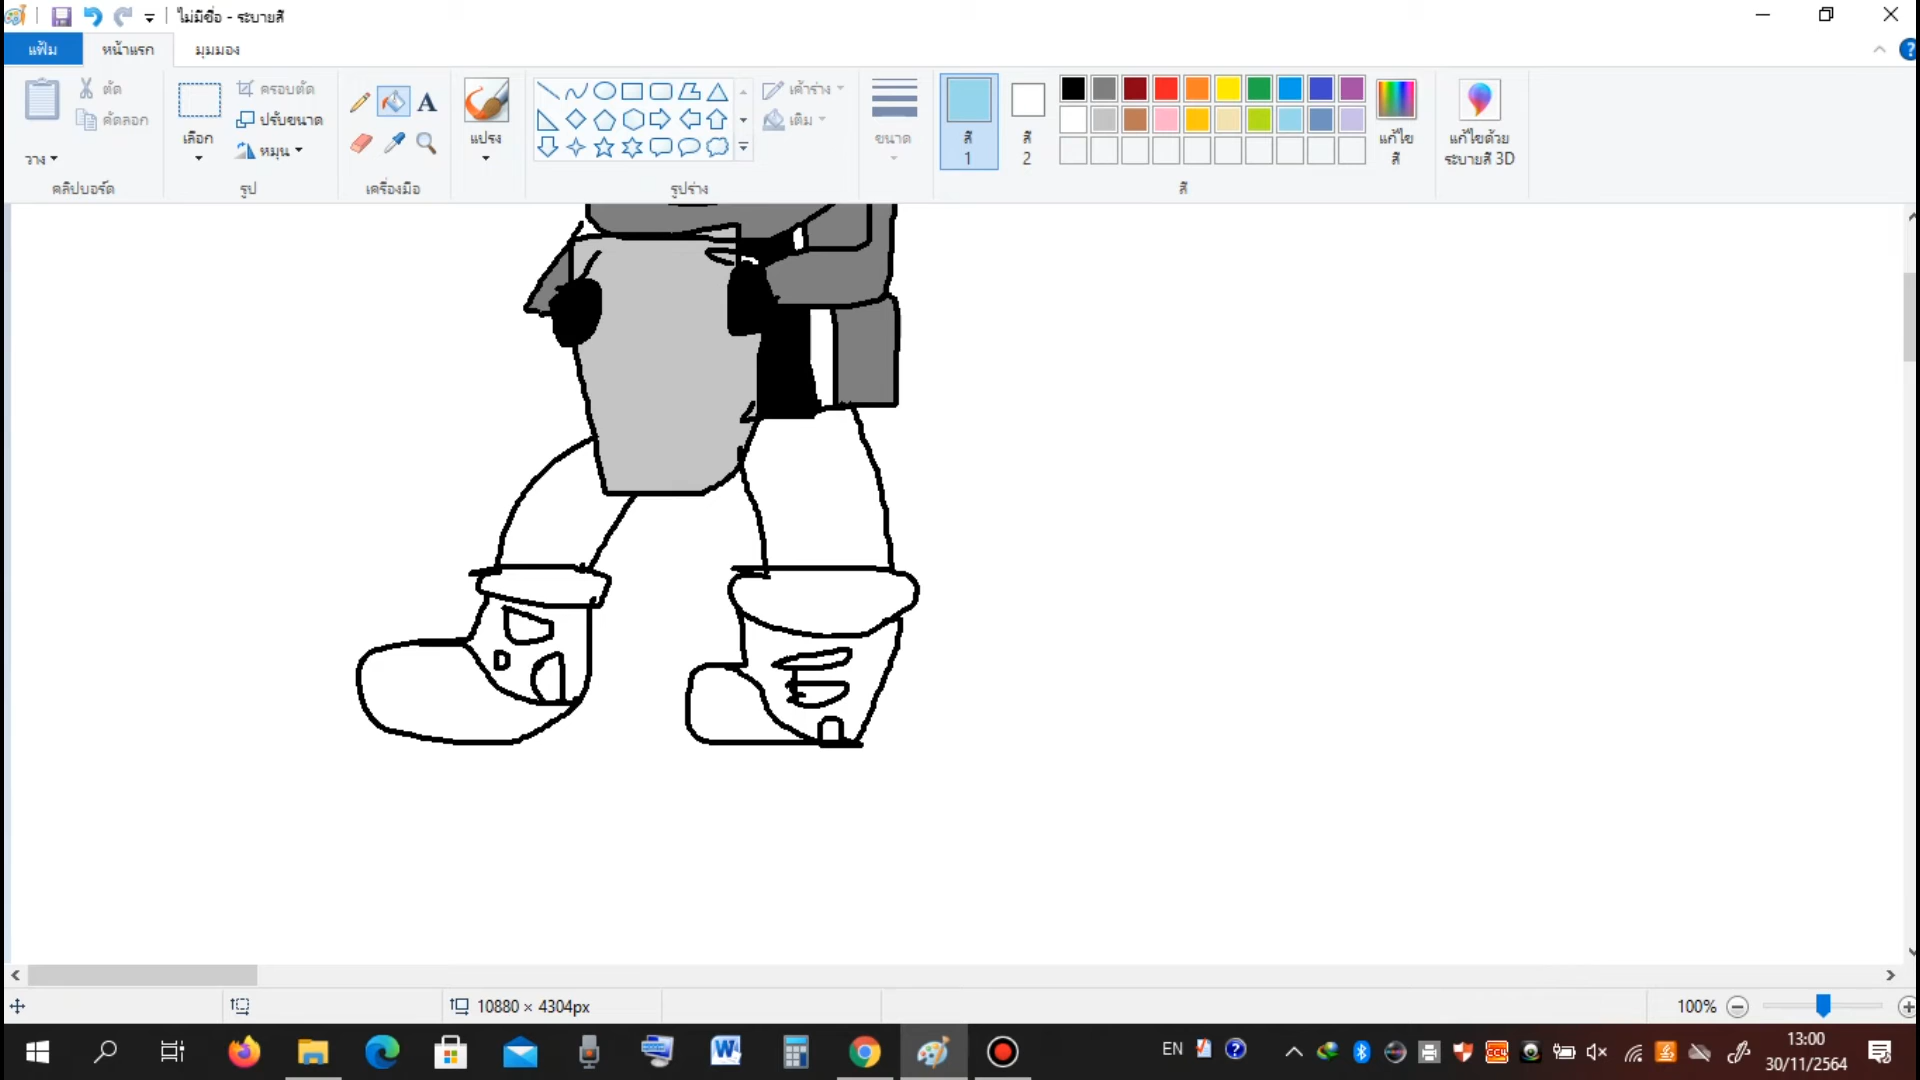 ไม่มีชื่อ - ระบายสี
แฟ้ม หน้าแรก มุมมอง
วาง
ตัด
คัดลอก
คลิปบอร์ด
เลือก
ครอบตัด
ปรับขนาด
หมุน
รูป
A
เครื่องมือ
แปรง
เค้าร่าง
เติม
รูปร่าง
ขนาด
สี
1
สี
2
แก้ไข
สี
สี
แก้ไขด้วย
ระบายสี 3D
10880 × 4304px
100%
EN
13:00
30/11/2564